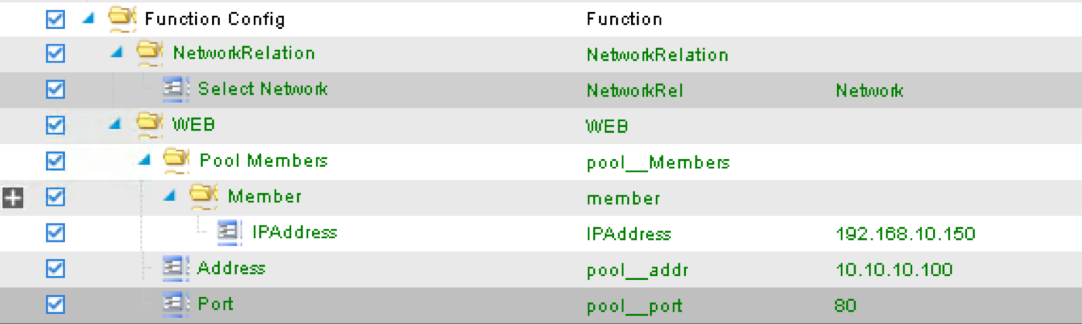 Function Config Function
NetworkRelation NetworkRelation
Select Network NetworkRel Network
WEB WEB
Pool Members pool__Members
Member member
IPAddress IPAddress 192.168.10.150
Address pool__addr 10.10.10.100
Port pool__port 80